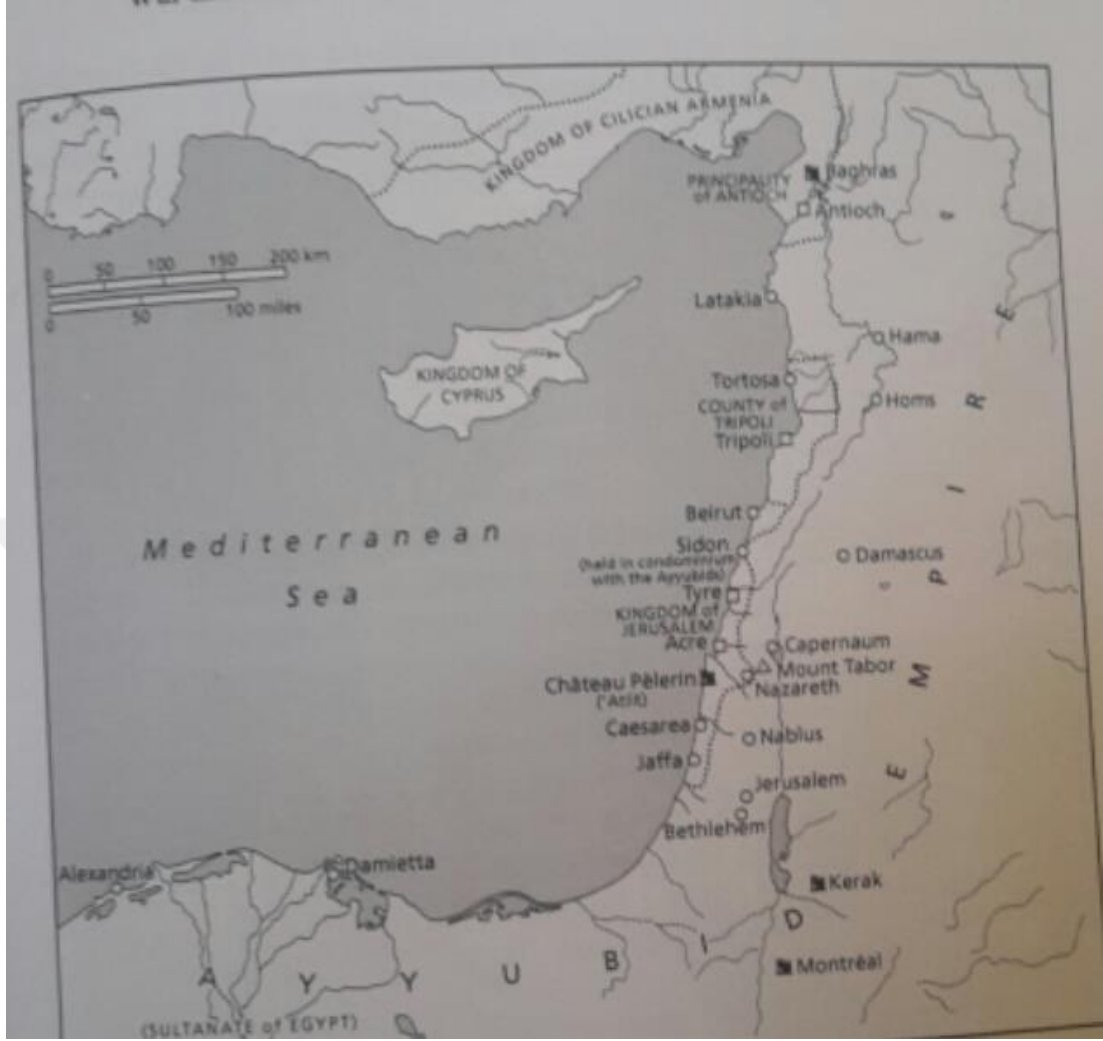 KINGDOM OF CILICIAN ARMENIA
Baghras
PRINCIPALITY
of ANTIOCH
Antioch
0 50 100 150 200 km
0 50 100 miles
Latakia
Hama
KINGDOM OF
CYPRUS
Tortosa
COUNTY of
TRIPOLI
Tripoli
Homs
Beirut
Mediterranean
Sea
Sidon
(held in condominium
with the Ayyubids)
Damascus
Tyre
KINGDOM of
JERUSALEM
Acre
Capernaum
Mount Tabor
Nazareth
Château Pèlerin
('Atlit)
Caesarea
Nablus
Jaffa
Jerusalem
Bethlehem
Alexandria
Damietta
Kerak
Montréal
AYYUBID EMPIRE
(SULTANATE of EGYPT)